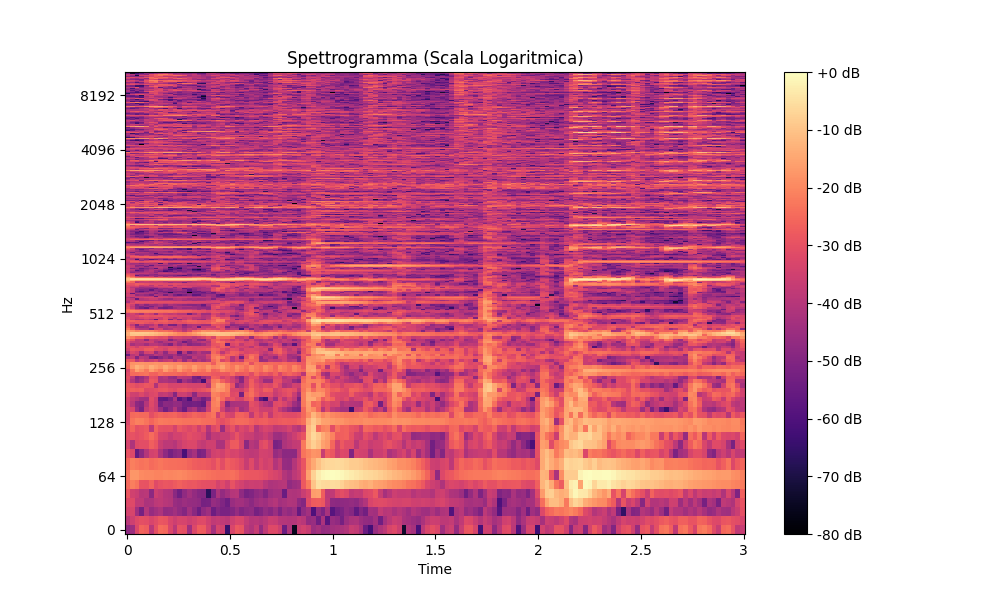 Spettrogramma (Scala Logaritmica)
Hz
8192
4096
2048
1024
512
256
128
64
0
0
0.5
1
1.5
2
2.5
3
Time
+0 dB
-10 dB
-20 dB
-30 dB
-40 dB
-50 dB
-60 dB
-70 dB
-80 dB